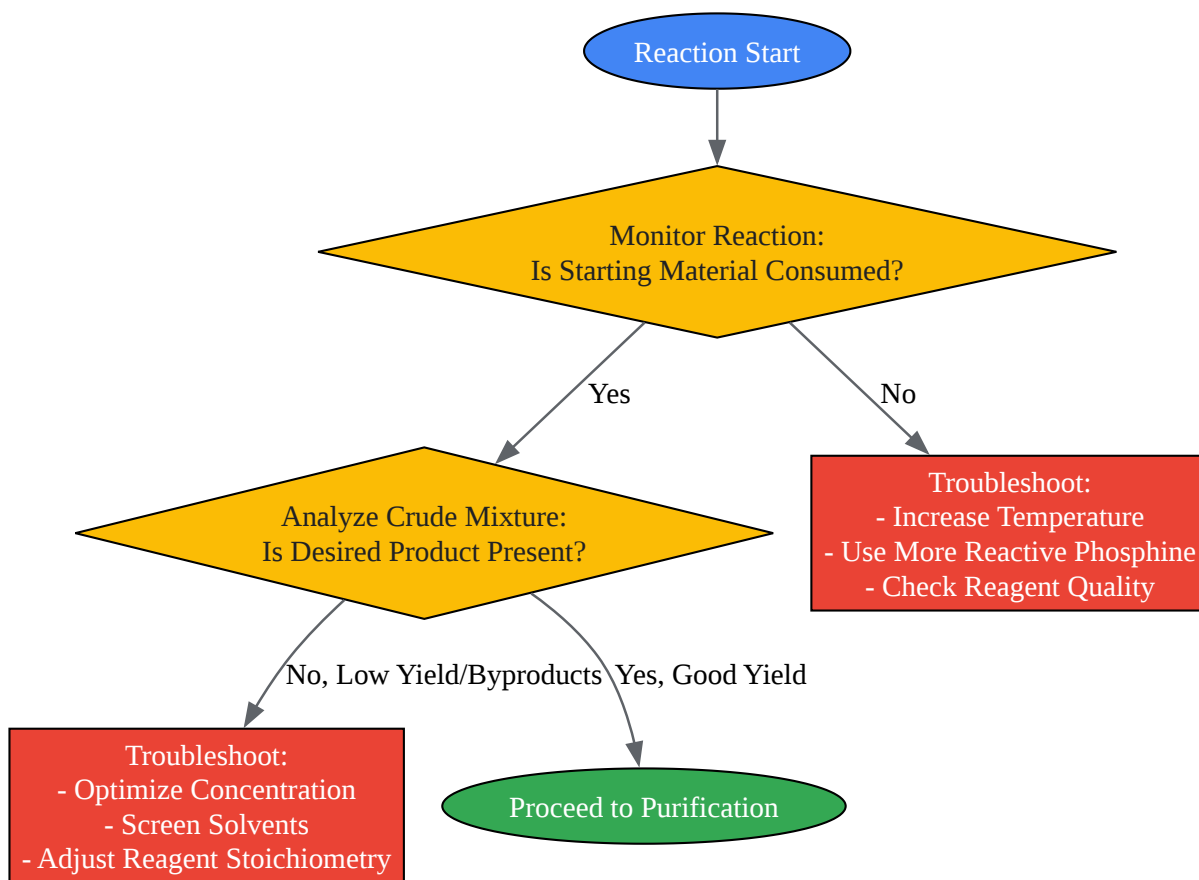 Reaction Start
Monitor Reaction:
Is Starting Material Consumed?
Yes
No
Analyze Crude Mixture:
Is Desired Product Present?
Troubleshoot:
- Increase Temperature
- Use More Reactive Phosphine
- Check Reagent Quality
No, Low Yield/Byproducts
Yes, Good Yield
Troubleshoot:
- Optimize Concentration
- Screen Solvents
- Adjust Reagent Stoichiometry
Proceed to Purification